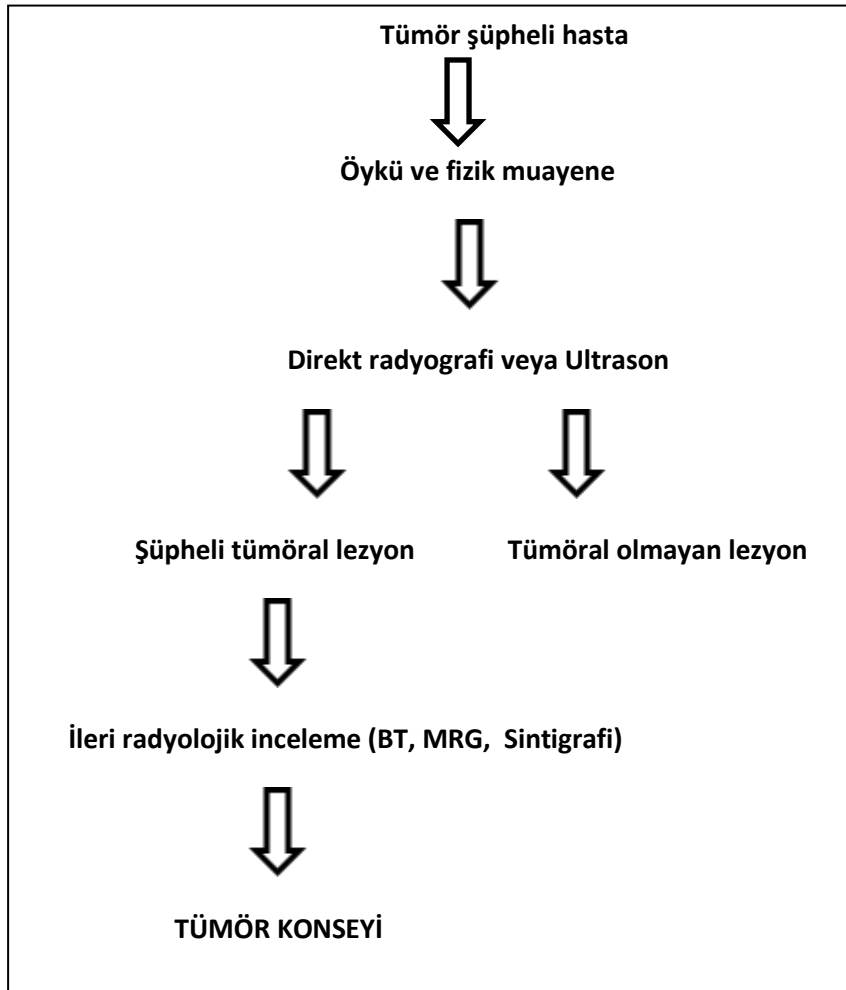 Tümör şüpheli hasta
Öykü ve fizik muayene
Direkt radyografi veya Ultrason
Şüpheli tümöral lezyon
Tümöral olmayan lezyon
İleri radyolojik inceleme (BT, MRG, Sintigrafi)
TÜMÖR KONSEYİ